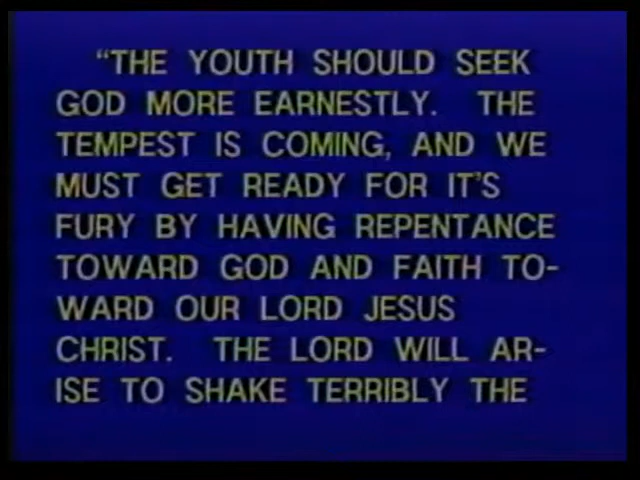 “THE YOUTH SHOULD SEEK
GOD MORE EARNESTLY. THE
TEMPEST IS COMING, AND WE
MUST GET READY FOR IT'S
FURY BY HAVING REPENTANCE
TOWARD GOD AND FAITH TO-
WARD OUR LORD JESUS
CHRIST. THE LORD WILL AR-
ISE TO SHAKE TERRIBLY THE